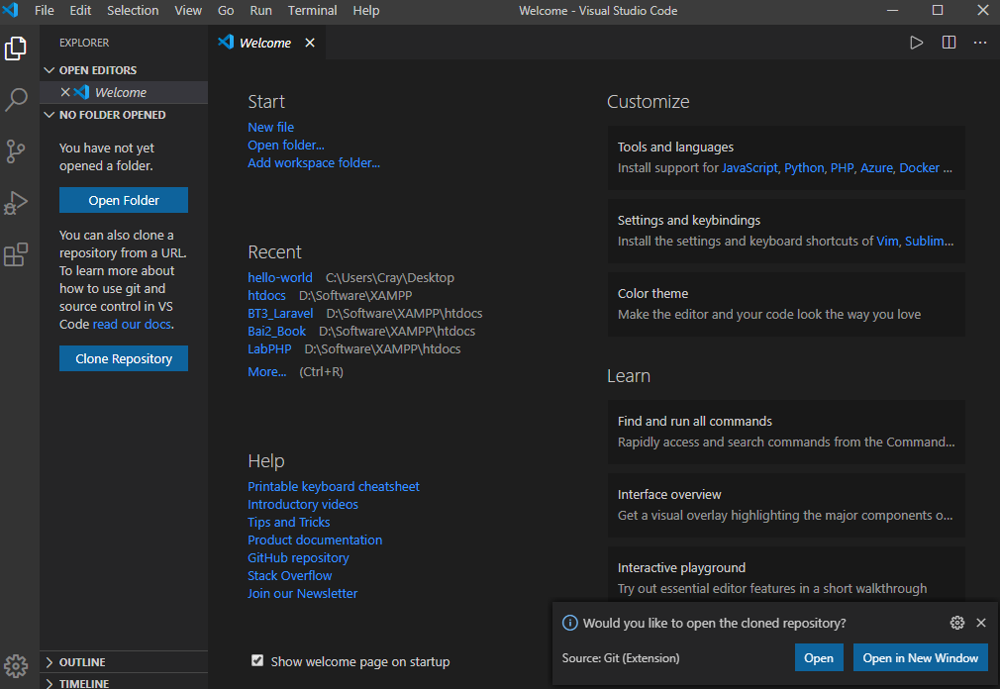 File Edit Selection View Go Run Terminal Help
Welcome - Visual Studio Code
EXPLORER
OPEN EDITORS
Welcome
NO FOLDER OPENED
You have not yet
opened a folder.
Open Folder
You can also clone a
repository from a URL.
To learn more about
how to use git and
source control in VS
Code read our docs.
Clone Repository
OUTLINE
TIMELINE
Welcome
Start
New file
Open folder...
Add workspace folder...
Recent
hello-world C:\Users\Cray\Desktop
htdocs D:\Software\XAMPP
BT3_Laravel D:\Software\XAMPP\htdocs
Bai2_Book D:\Software\XAMPP\htdocs
LabPHP D:\Software\XAMPP\htdocs
More... (Ctrl+R)
Help
Printable keyboard cheatsheet
Introductory videos
Tips and Tricks
Product documentation
GitHub repository
Stack Overflow
Join our Newsletter
Show welcome page on startup
Customize
Tools and languages
Install support for JavaScript, Python, PHP, Azure, Docker ...
Settings and keybindings
Install the settings and keyboard shortcuts of Vim, Sublim...
Color theme
Make the editor and your code look the way you love
Learn
Find and run all commands
Rapidly access and search commands from the Command...
Interface overview
Get a visual overlay highlighting the major components o...
Interactive playground
Try out essential editor features in a short walkthrough
Would you like to open the cloned repository?
Source: Git (Extension)
Open
Open in New Window